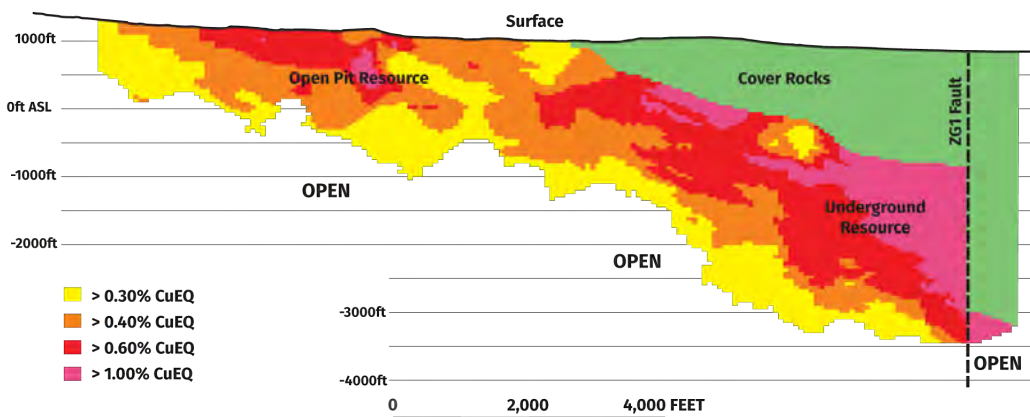 Surface
1000ft
Open Pit Resource
Cover Rocks
0ft ASL
ZG1 Fault
-1000ft
OPEN
Underground
Resource
-2000ft
OPEN
> 0.30% CuEQ
> 0.40% CuEQ
-3000ft
> 0.60% CuEQ
OPEN
> 1.00% CuEQ
-4000ft
0 2,000 4,000 FEET